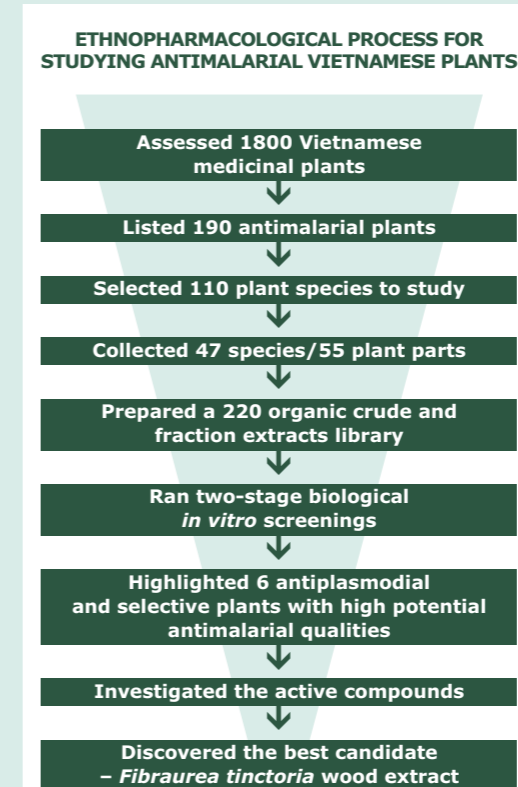 ETHNOPHARMACOLOGICAL PROCESS FOR
STUDYING ANTIMALARIAL VIETNAMESE PLANTS
Assessed 1800 Vietnamese
medicinal plants
Listed 190 antimalarial plants
Selected 110 plant species to study
Collected 47 species/55 plant parts
Prepared a 220 organic crude and
fraction extracts library
Ran two-stage biological
in vitro screenings
Highlighted 6 antiplasmodial
and selective plants with high potential
antimalarial qualities
Investigated the active compounds
Discovered the best candidate
– Fibraurea tinctoria wood extract